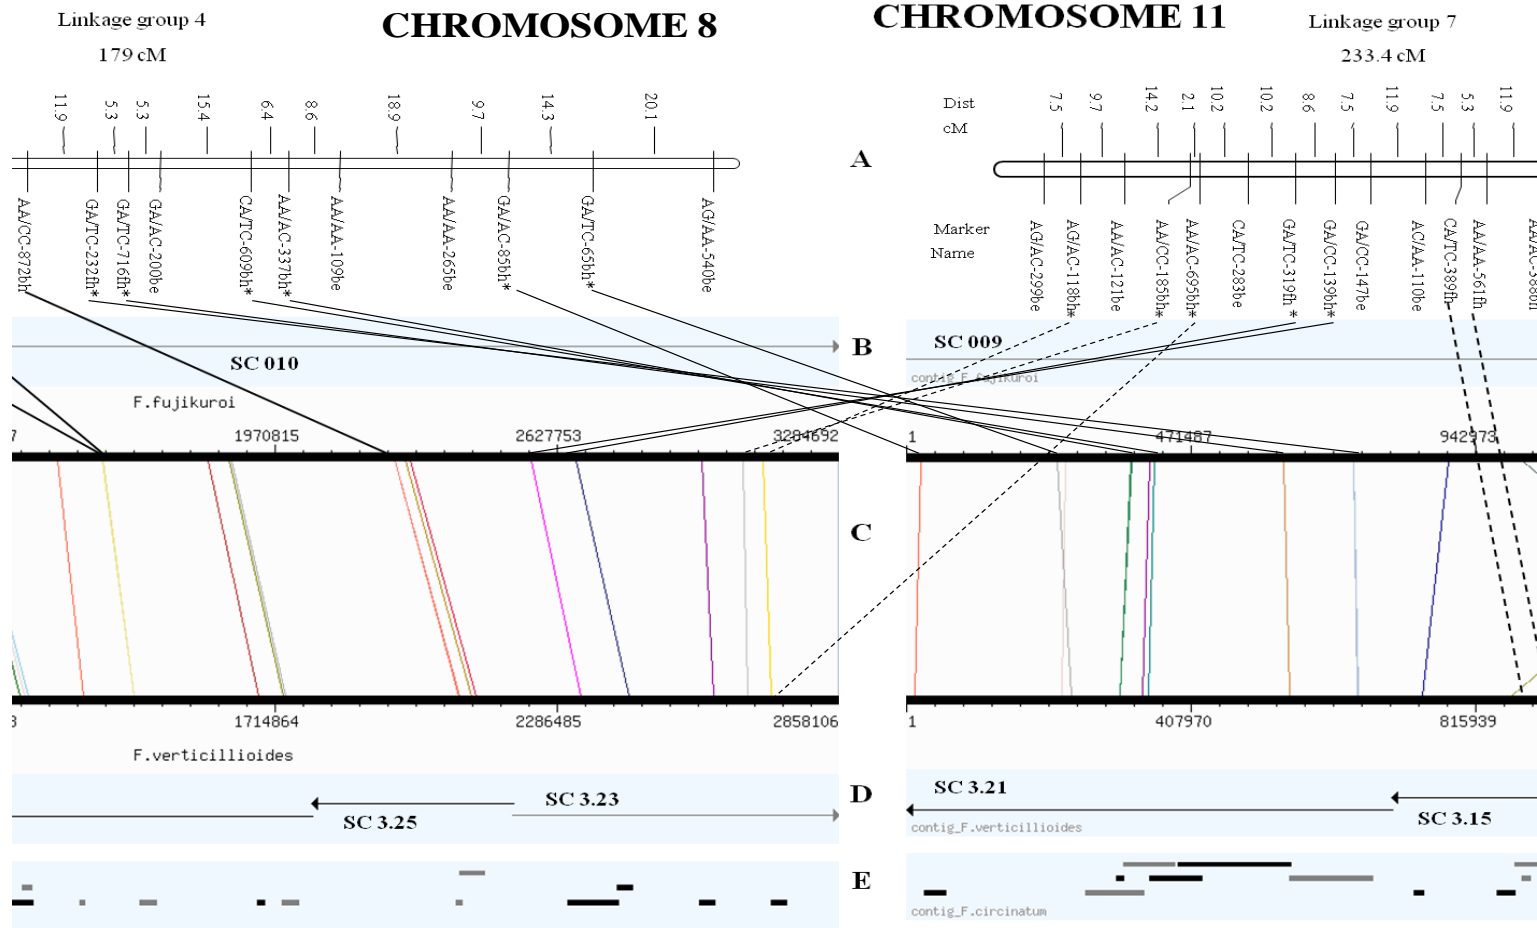 Linkage group 4
179 cM
CHROMOSOME 8
CHROMOSOME 11
Linkage group 7
233.4 cM
11.9
5.3
5.3
15.4
6.4
8.6
18.9
9.7
14.3
20.1
Dist
cM
7.5
9.7
14.2
2.1
10.2
10.2
8.6
7.5
11.9
7.5
5.3
11.9
A
AA/CC-872bh
GA/TC-232fh*
GA/TC-716fh*
GA/AC-200be
CA/TC-609bh*
AA/AC-337bh*
AA/AA-109be
AA/AA-265be
GA/AC-85bh*
GA/TC-65bh*
AG/AA-540be
Marker
Name
AG/AC-299be
AG/AC-118bh*
AA/AC-121be
AA/CC-185bh*
AA/AC-695bh*
CA/TC-283be
GA/TC-319fh *
GA/CC-139bh*
GA/CC-147be
AC/AA-110be
CA/TC-389fh
AA/AA-561fh
AA/AC-388bh
B
SC 010
SC 009
contig_F.fujikuroi
F.fujikuroi
7
1970815
2627753
3284692
1
471487
942973
C
3
1714864
2286485
2858106
1
407970
815939
F.verticillioides
D
SC 3.23
SC 3.25
SC 3.21
SC 3.15
contig_F.verticillioides
E
contig_F.circinatum